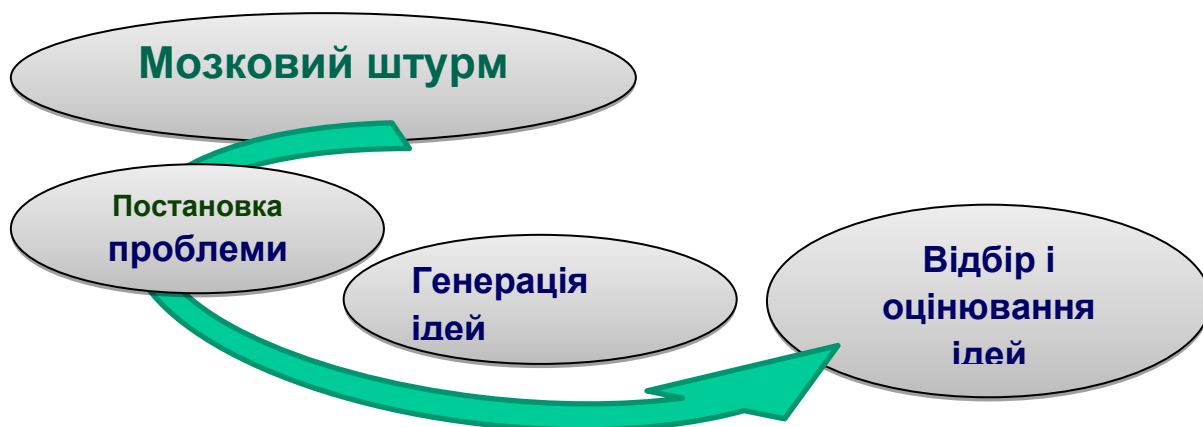 Мозковий штурм
Постановка
проблеми
Генерація
ідей
Відбір і
оцінювання
ідей